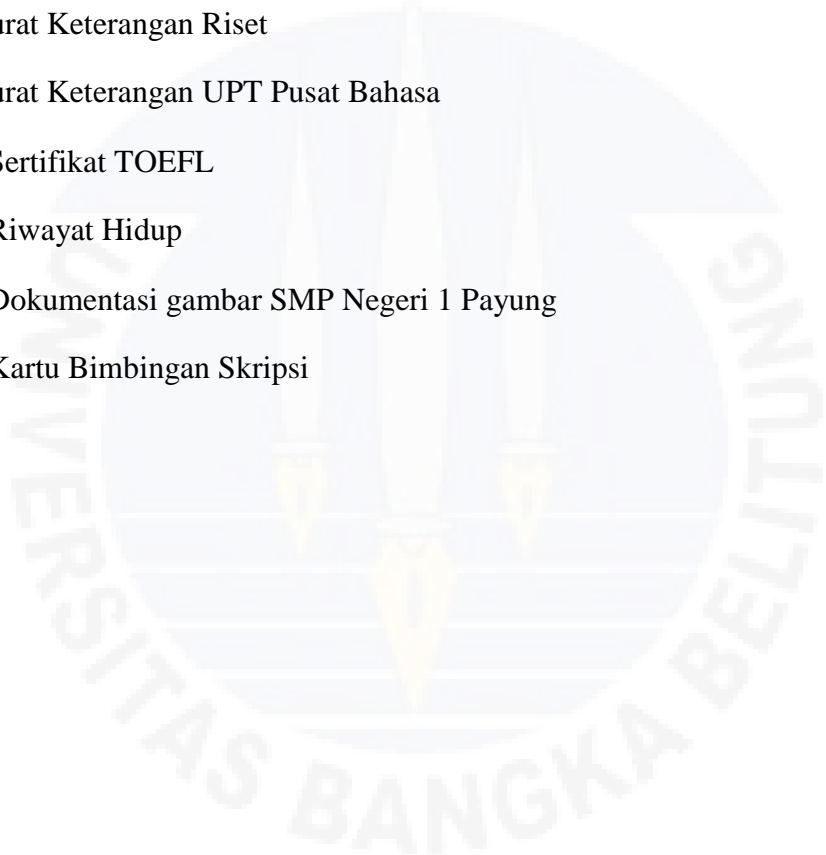 urat Keterangan Riset
urat Keterangan UPT Pusat Bahasa
Sertifikat TOEFL
Riwayat Hidup
Dokumentasi gambar SMP Negeri 1 Payung
Kartu Bimbingan Skripsi
UNIVERSITAS BANGKA BELITUNG